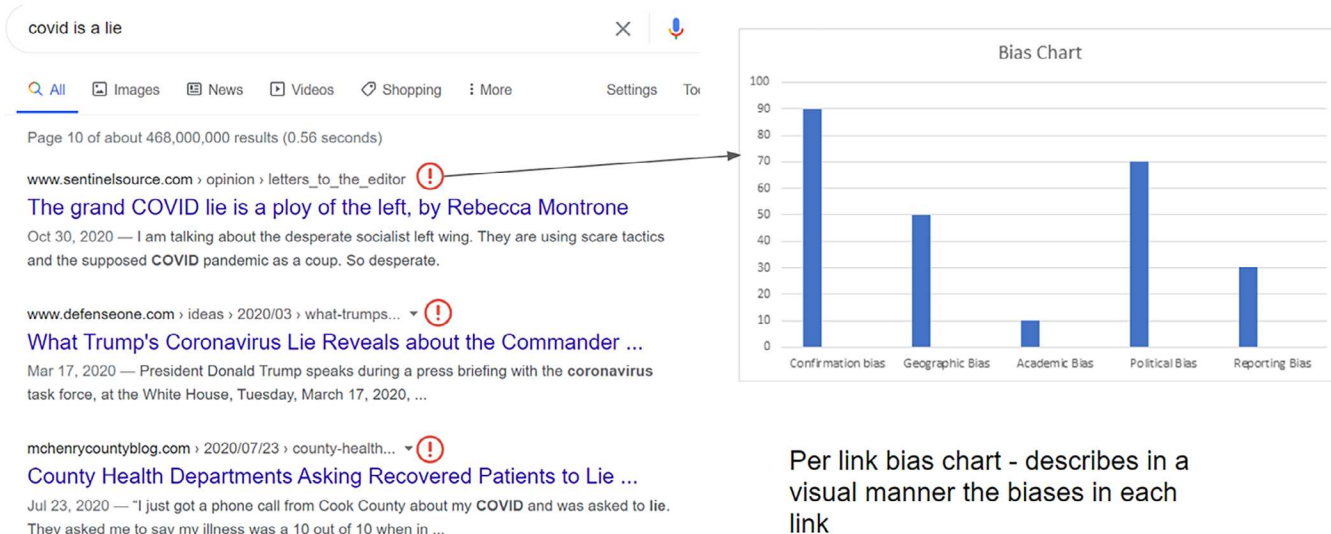 covid is a lie
All Images News Videos Shopping More Settings Too
Page 10 of about 468,000,000 results (0.56 seconds)
www.sentinelsource.com › opinion › letters_to_the_editor
The grand COVID lie is a ploy of the left, by Rebecca Montrone
Oct 30, 2020 — I am talking about the desperate socialist left wing. They are using scare tactics
and the supposed COVID pandemic as a coup. So desperate.
www.defenseone.com › ideas › 2020/03 › what-trumps...
What Trump's Coronavirus Lie Reveals about the Commander ...
Mar 17, 2020 — President Donald Trump speaks during a press briefing with the coronavirus
task force, at the White House, Tuesday, March 17, 2020, ...
mchenrycountyblog.com › 2020/07/23 › county-health...
County Health Departments Asking Recovered Patients to Lie ...
Jul 23, 2020 — “I just got a phone call from Cook County about my COVID and was asked to lie.
They asked me to say my illness was a 10 out of 10 when in ...
Bias Chart
100
90
80
70
60
50
40
30
20
10
0
Confirmation bias Geographic Bias Academic Bias Political Bias Reporting Bias
Per link bias chart - describes in a
visual manner the biases in each
link